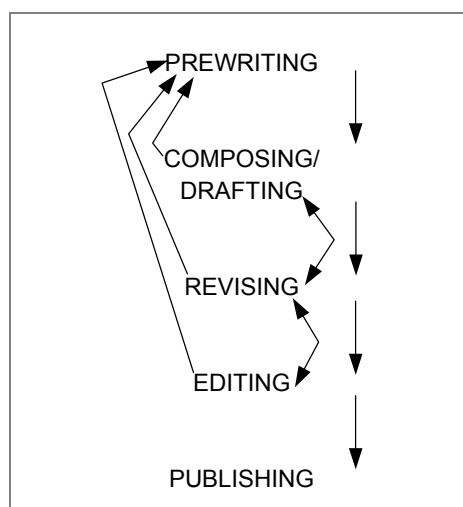 PREWRITING
COMPOSING/
DRAFTING
REVISING
EDITING
PUBLISHING